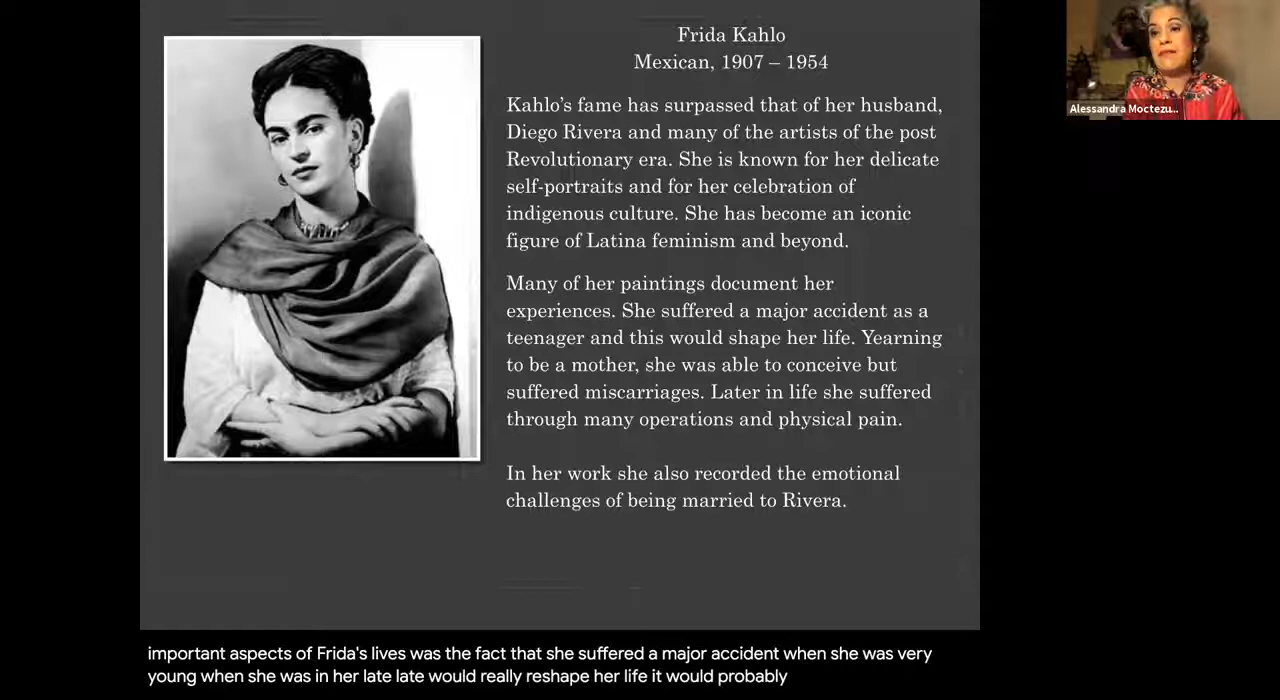 Frida Kahlo
Mexican, 1907 – 1954
Kahlo's fame has surpassed that of her husband,
Diego Rivera and many of the artists of the post
Revolutionary era. She is known for her delicate
self-portraits and for her celebration of
indigenous culture. She has become an iconic
figure of Latina feminism and beyond.
Many of her paintings document her
experiences. She suffered a major accident as a
teenager and this would shape her life. Yearning
to be a mother, she was able to conceive but
suffered miscarriages. Later in life she suffered
through many operations and physical pain.
In her work she also recorded the emotional
challenges of being married to Rivera.
Alessandra Moctezu...
important aspects of Frida's lives was the fact that she suffered a major accident when she was very
young when she was in her late late would really reshape her life it would probably